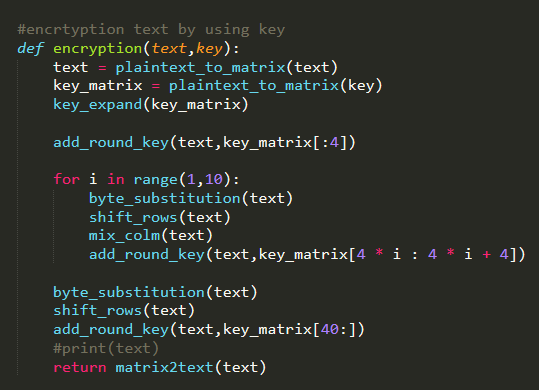 #encrtyption text by using key
def encryption(text,key):
    text = plaintext_to_matrix(text)
    key_matrix = plaintext_to_matrix(key)
    key_expand(key_matrix)
    add_round_key(text,key_matrix[:4])
    for i in range(1,10):
        byte_substitution(text)
        shift_rows(text)
        mix_colm(text)
        add_round_key(text,key_matrix[4 * i : 4 * i + 4])
    byte_substitution(text)
    shift_rows(text)
    add_round_key(text,key_matrix[40:])
    #print(text)
    return matrix2text(text)